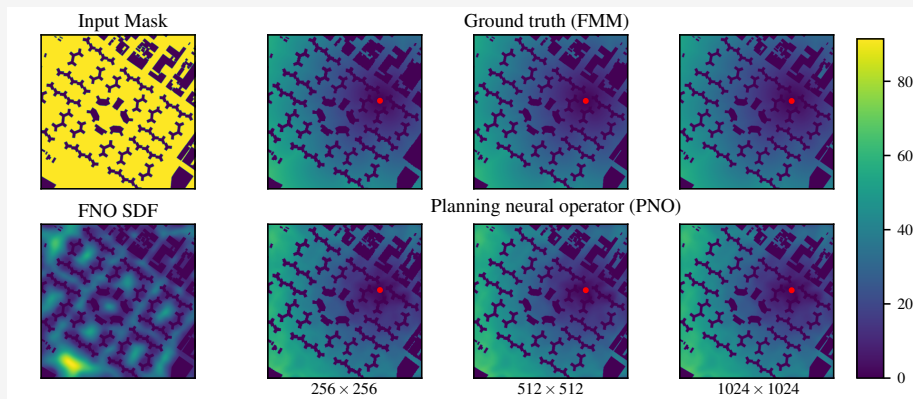 Input Mask
Ground truth (FMM)
FNO SDF
Planning neural operator (PNO)
256 × 256
512 × 512
1024 × 1024
80
60
40
20
0